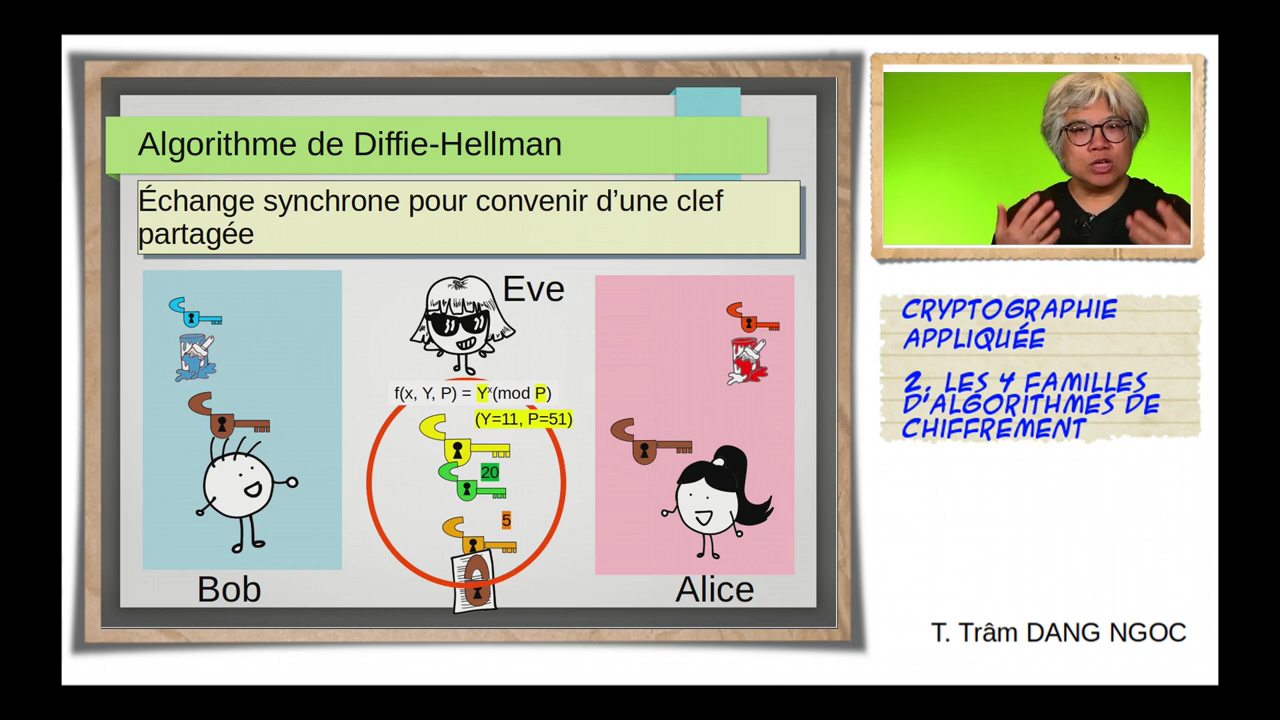 Algorithme de Diffie-Hellman
Échange synchrone pour convenir d’une clef
partagée
Eve
f(x, Y, P) = Yˣ(mod P)
(Y=11, P=51)
20
5
Bob
Alice
CRYPTOGRAPHIE
APPLIQUÉE
2. LES 4 FAMILLES
D'ALGORITHMES DE
CHIFFREMENT
T. Trâm DANG NGOC